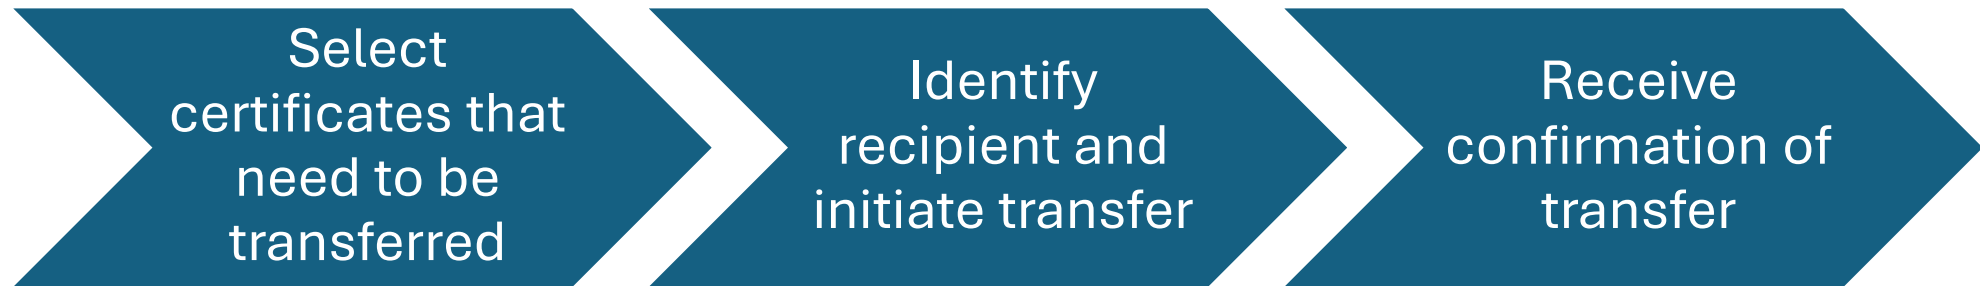 Select
certificates that
need to be
transferred
Identify
recipient and
initiate transfer
Receive
confirmation of
transfer